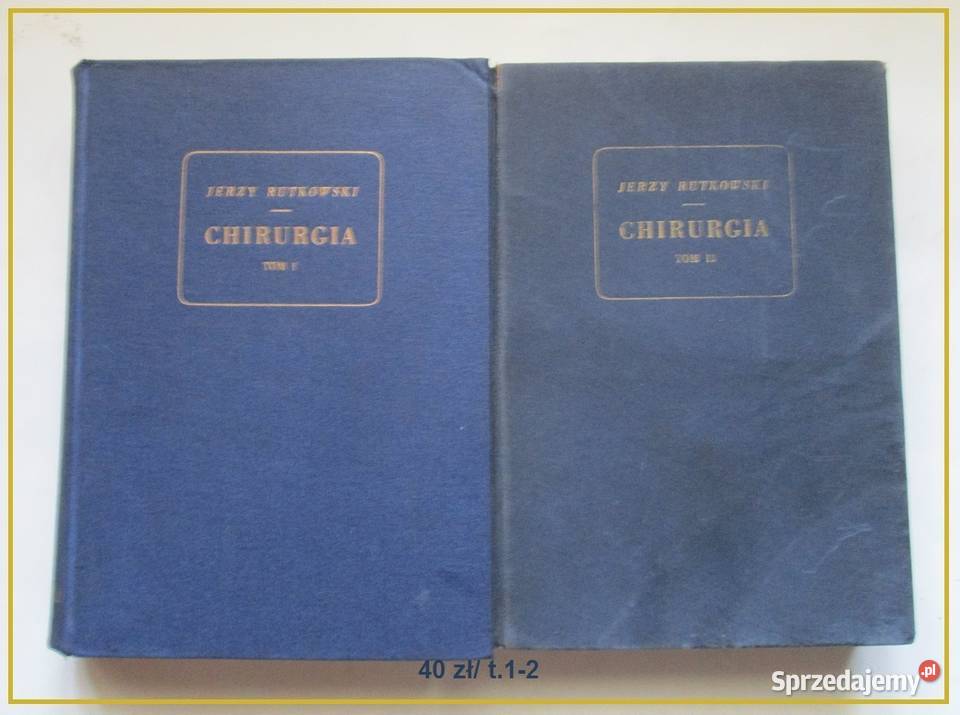 JERZY RUTKOWSKI
CHIRURGIA
TOM I
JERZY RUTKOWSKI
CHIRURGIA
TOM II
40 zł/ t.1-2
Sprzedajemy.pl